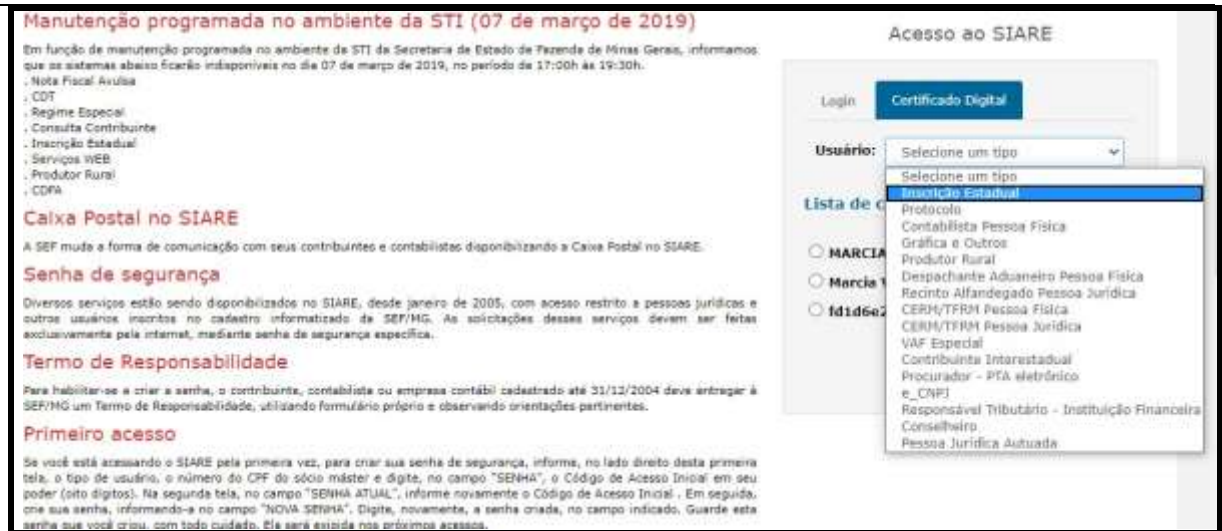 Manutenção programada no ambiente da STI (07 de março de 2019)
Em função de manutenção programada no ambiente da STI da Secretaria de Estado de Fazenda de Minas Gerais, informamos
que os sistemas abaixo ficarão indisponíveis no dia 07 de março de 2019, no período de 17:00h às 19:30h.
. Nota Fiscal Avulsa
. CDT
. Regime Especial
. Consulta Contribuinte
. Inscrição Estadual
. Serviços WEB
. Produtor Rural
. CDPA
Caixa Postal no SIARE
A SEF muda a forma de comunicação com seus contribuintes e contabilistas disponibilizando a Caixa Postal no SIARE.
Senha de segurança
Diversos serviços estão sendo disponibilizados no SIARE, desde janeiro de 2005, com acesso restrito a pessoas jurídicas e
outros usuários inscritos no cadastro informatizado da SEF/MG. As solicitações desses serviços devem ser feitas
exclusivamente pela internet, mediante senha de segurança específica.
Termo de Responsabilidade
Para habilitar-se a criar a senha, o contribuinte, contabilista ou empresa contábil cadastrado até 31/12/2004 deve entregar à
SEF/MG um Termo de Responsabilidade, utilizando formulário próprio e observando orientações pertinentes.
Primeiro acesso
Se você está acessando o SIARE pela primeira vez, para criar sua senha de segurança, informe, no lado direito desta primeira
tela, o tipo de usuário, o número do CPF do sócio máster e digite, no campo "SENHA", o Código de Acesso Inicial em seu
poder (oito dígitos). Na segunda tela, no campo "SENHA ATUAL", informe novamente o Código de Acesso Inicial . Em seguida,
crie sua senha, informando-a no campo "NOVA SENHA". Digite, novamente, a senha criada, no campo indicado. Guarde esta
senha que você criou, com todo cuidado. Ela será exigida nos próximos acessos.
Acesso ao SIARE
Login
Certificado Digital
Usuário:
Selecione um tipo
Selecione um tipo
Inscrição Estadual
Protocolo
Contabilista Pessoa Física
Gráfica e Outros
Produtor Rural
Despachante Aduaneiro Pessoa Física
Recinto Alfandegado Pessoa Jurídica
CERM/TFRM Pessoa Física
CERM/TFRM Pessoa Jurídica
VAF Especial
Contribuinte Interestadual
Procurador - PTA eletrônico
e_CNPJ
Responsável Tributário - Instituição Financeira
Conselheiro
Pessoa Jurídica Autuada
Lista de c
MARCIA
Marcia
fd1d6e2